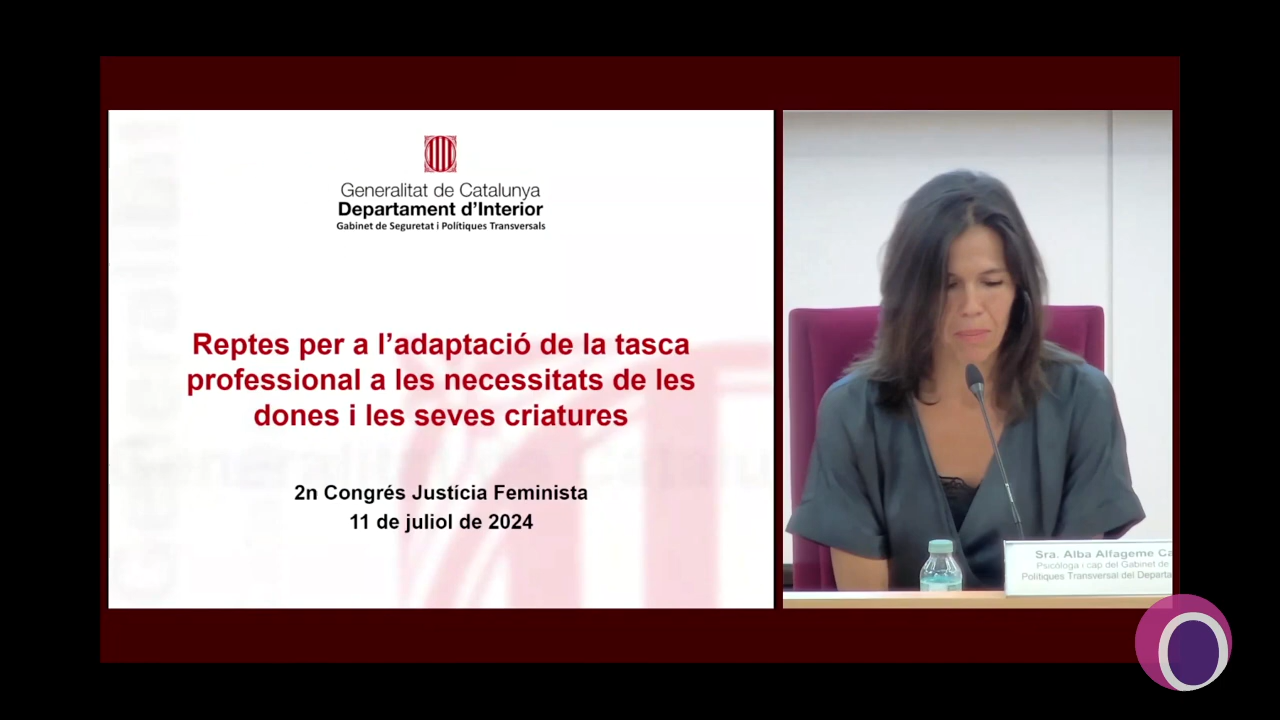 Generalitat de Catalunya
Departament d'Interior
Gabinet de Seguretat i Polítiques Transversals
Reptes per a l'adaptació de la tasca
professional a les necessitats de les
dones i les seves criatures
2n Congrés Justícia Feminista
11 de juliol de 2024
Sra. Alba Alfageme Ca
Psicòloga i cap del Gabinet de
Polítiques Transversal del Departa